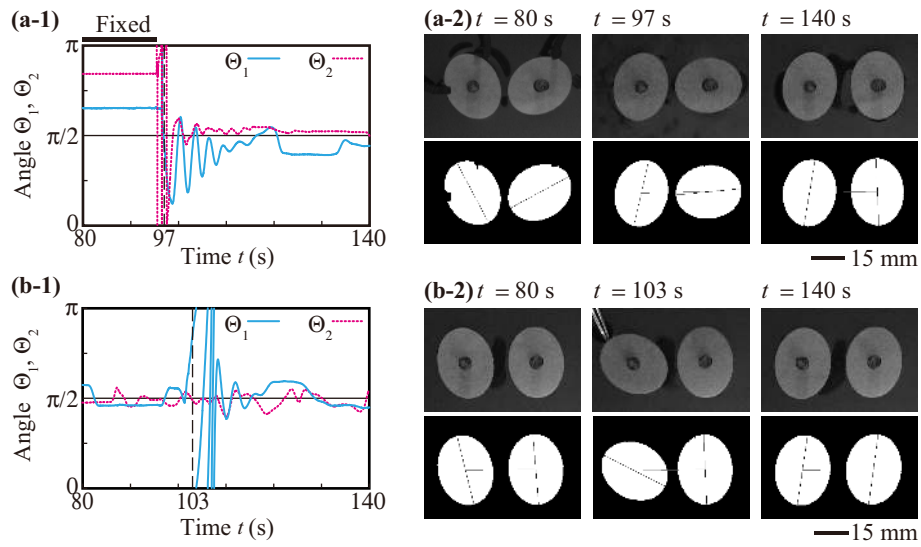 (a-1)
Fixed
π
π/2
0
Angle Θ1, Θ2
Θ1
Θ2
80
97
140
Time t (s)
(a-2) t = 80 s
t = 97 s
t = 140 s
15 mm
(b-1)
π
π/2
0
Angle Θ1, Θ2
Θ1
Θ2
80
103
140
Time t (s)
(b-2) t = 80 s
t = 103 s
t = 140 s
15 mm